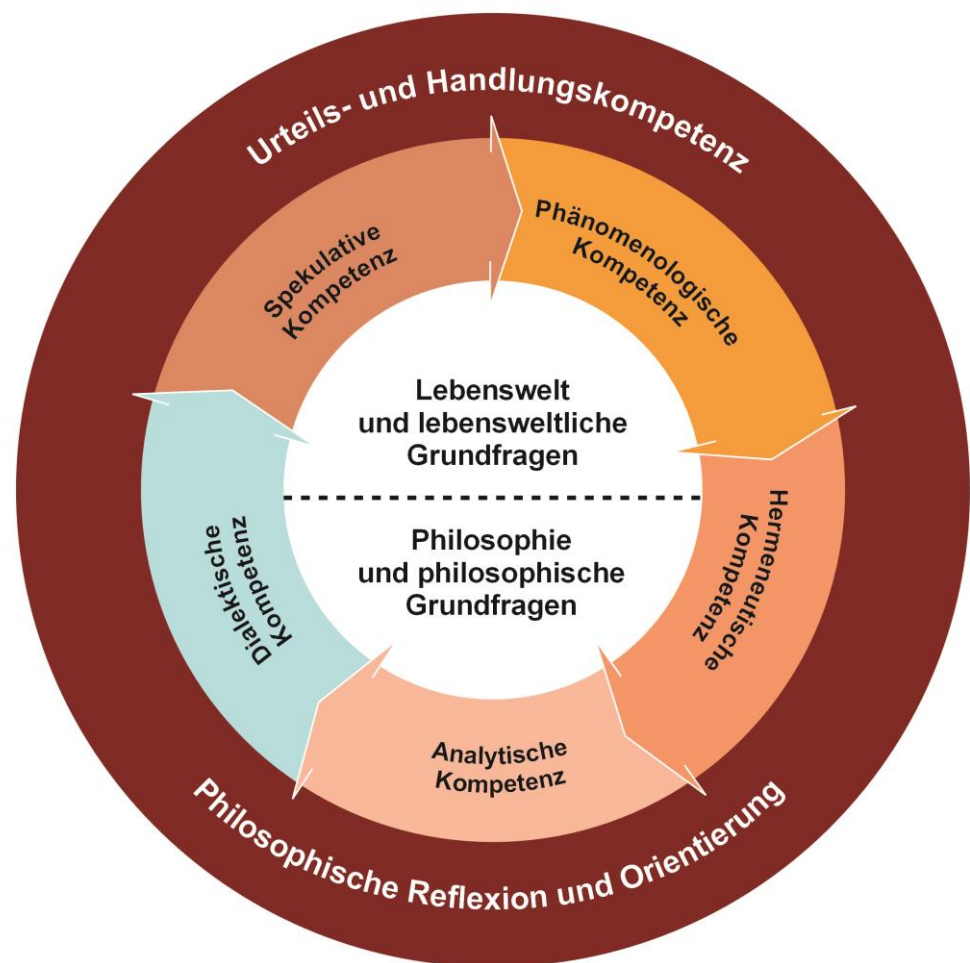 Urteils- und Handlungskompetenz
Spekulative
Kompetenz
Phänomenologische
Kompetenz
Lebenswelt
und lebensweltliche
Grundfragen
Philosophie
und philosophische
Grundfragen
Hermeneutische
Kompetenz
Dialektische
Kompetenz
Analytische
Kompetenz
Philosophische Reflexion und Orientierung